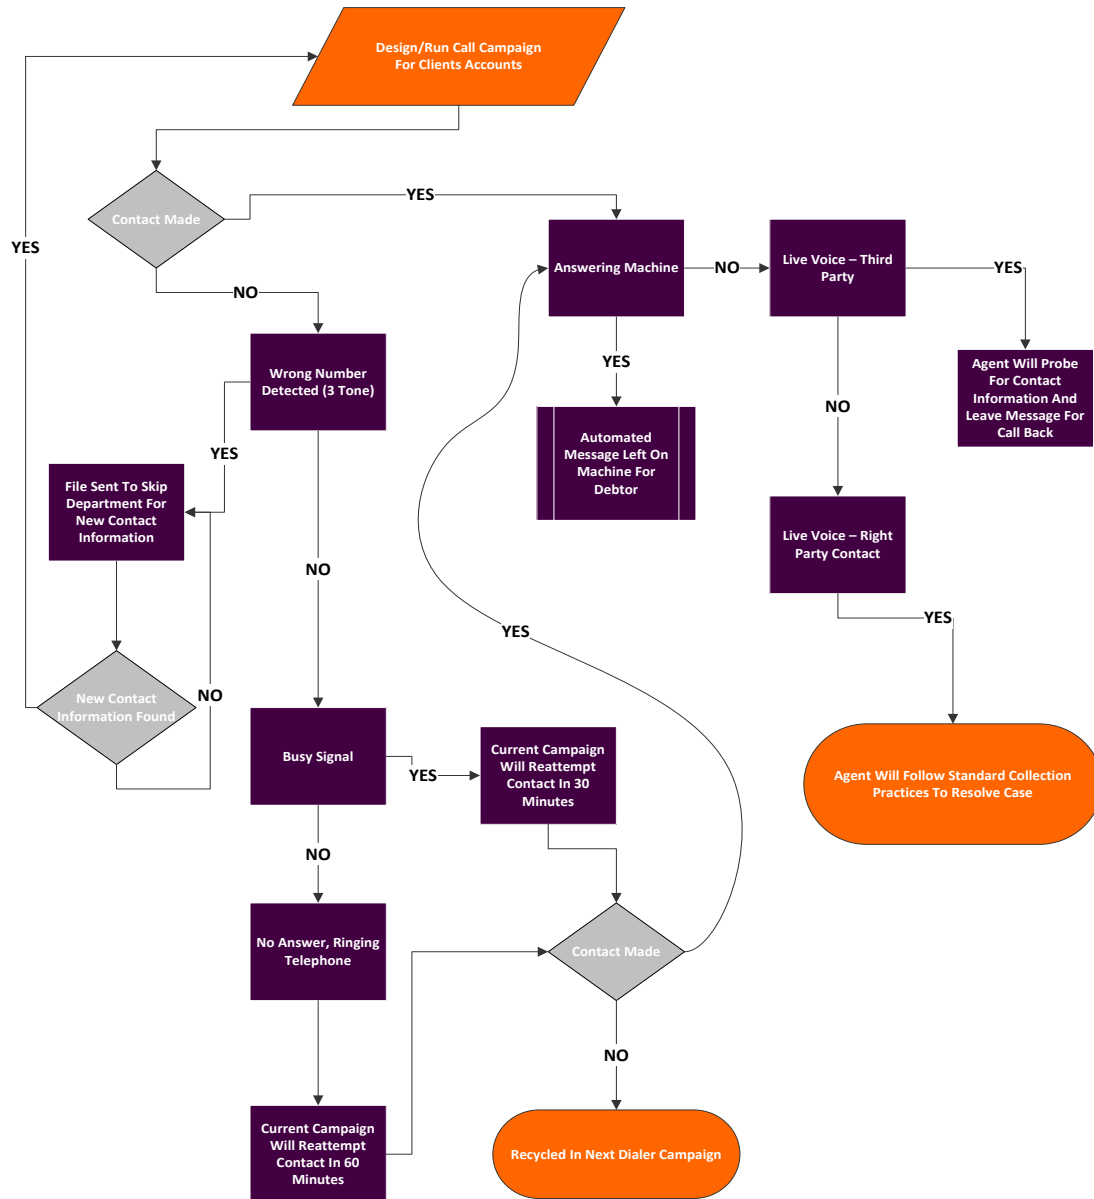 Design/Run Call Campaign
For Clients Accounts
Contact Made
YES
YES
NO
Answering Machine
NO
Live Voice – Third
Party
YES
Wrong Number
Detected (3 Tone)
YES
Agent Will Probe
For Contact
Information And
Leave Message For
Call Back
NO
Automated
Message Left On
Machine For
Debtor
YES
File Sent To Skip
Department For
New Contact
Information
Live Voice – Right
Party Contact
NO
YES
YES
New Contact
Information Found
NO
Busy Signal
YES
Current Campaign
Will Reattempt
Contact In 30
Minutes
Agent Will Follow Standard Collection
Practices To Resolve Case
NO
No Answer, Ringing
Telephone
Contact Made
NO
Current Campaign
Will Reattempt
Contact In 60
Minutes
Recycled In Next Dialer Campaign